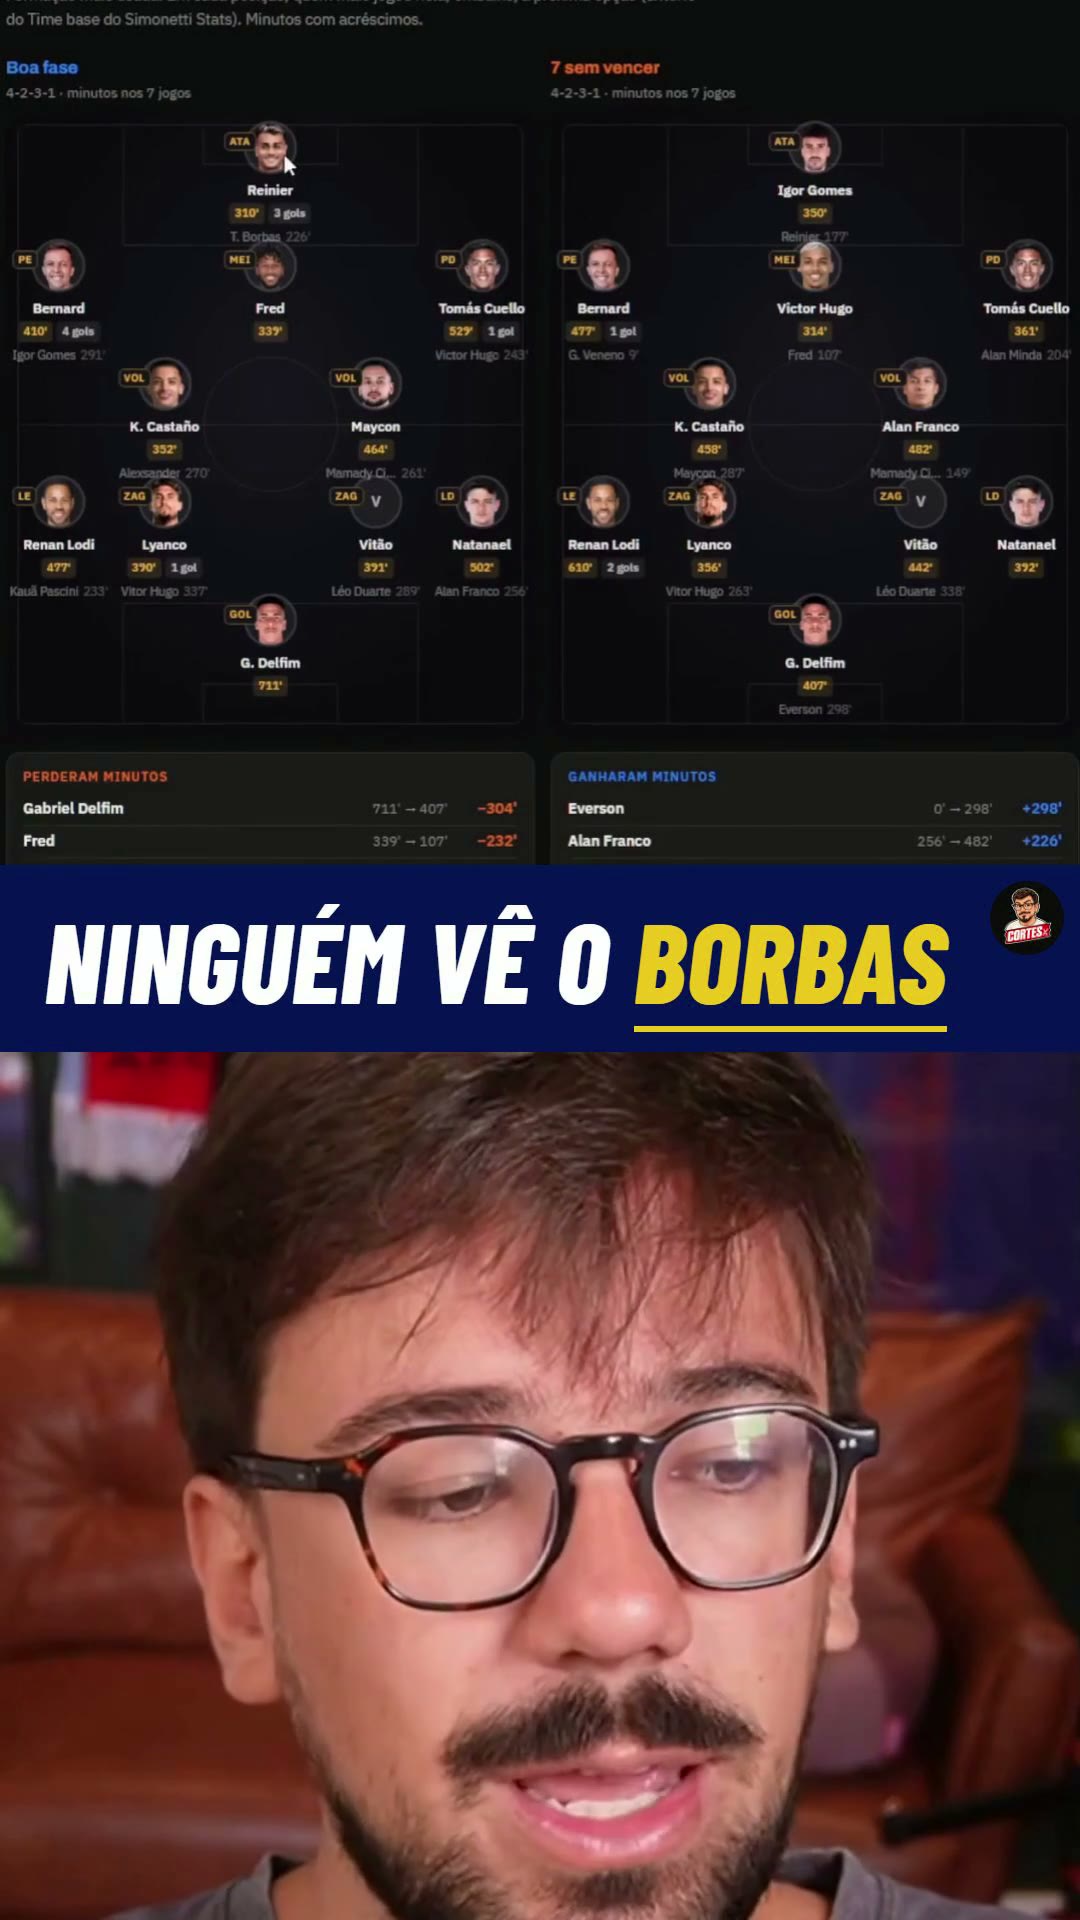 do Time base do Simonetti Stats). Minutos com acréscimos.
Boa fase
4-2-3-1 · minutos nos 7 jogos
ATA
Reinier
310' 3 gols
T. Borbas 226'
PE
Bernard
410' 4 gols
Igor Gomes 291'
MEI
Fred
339'
PD
Tomás Cuello
529' 1 gol
Victor Hugo 243'
VOL
K. Castaño
352'
Alexsander 270'
VOL
Maycon
464'
Mamady Ci... 261'
LE
Renan Lodi
477'
Kauã Pascini 233'
ZAG
Lyanco
390' 1 gol
Vitor Hugo 337'
ZAG
V
Vitão
391'
Léo Duarte 289'
LD
Natanael
502'
Alan Franco 256'
GOL
G. Delfim
711'
7 sem vencer
4-2-3-1 · minutos nos 7 jogos
ATA
Igor Gomes
350'
Reinier 177'
PE
Bernard
477' 1 gol
G. Veneno 9'
MEI
Victor Hugo
314'
Fred 107'
PD
Tomás Cuello
361'
Alan Minda 204'
VOL
K. Castaño
458'
Maycon 287'
VOL
Alan Franco
482'
Mamady Ci... 149'
LE
Renan Lodi
610' 2 gols
ZAG
Lyanco
356'
Vitor Hugo 263'
ZAG
V
Vitão
442'
Léo Duarte 338'
LD
Natanael
392'
GOL
G. Delfim
407'
Everson 298'
PERDERAM MINUTOS
Gabriel Delfim 711' → 407' −304'
Fred 339' → 107' −232'
GANHARAM MINUTOS
Everson 0' → 298' +298'
Alan Franco 256' → 482' +226'
NINGUÉM VÊ O BORBAS
CORTES